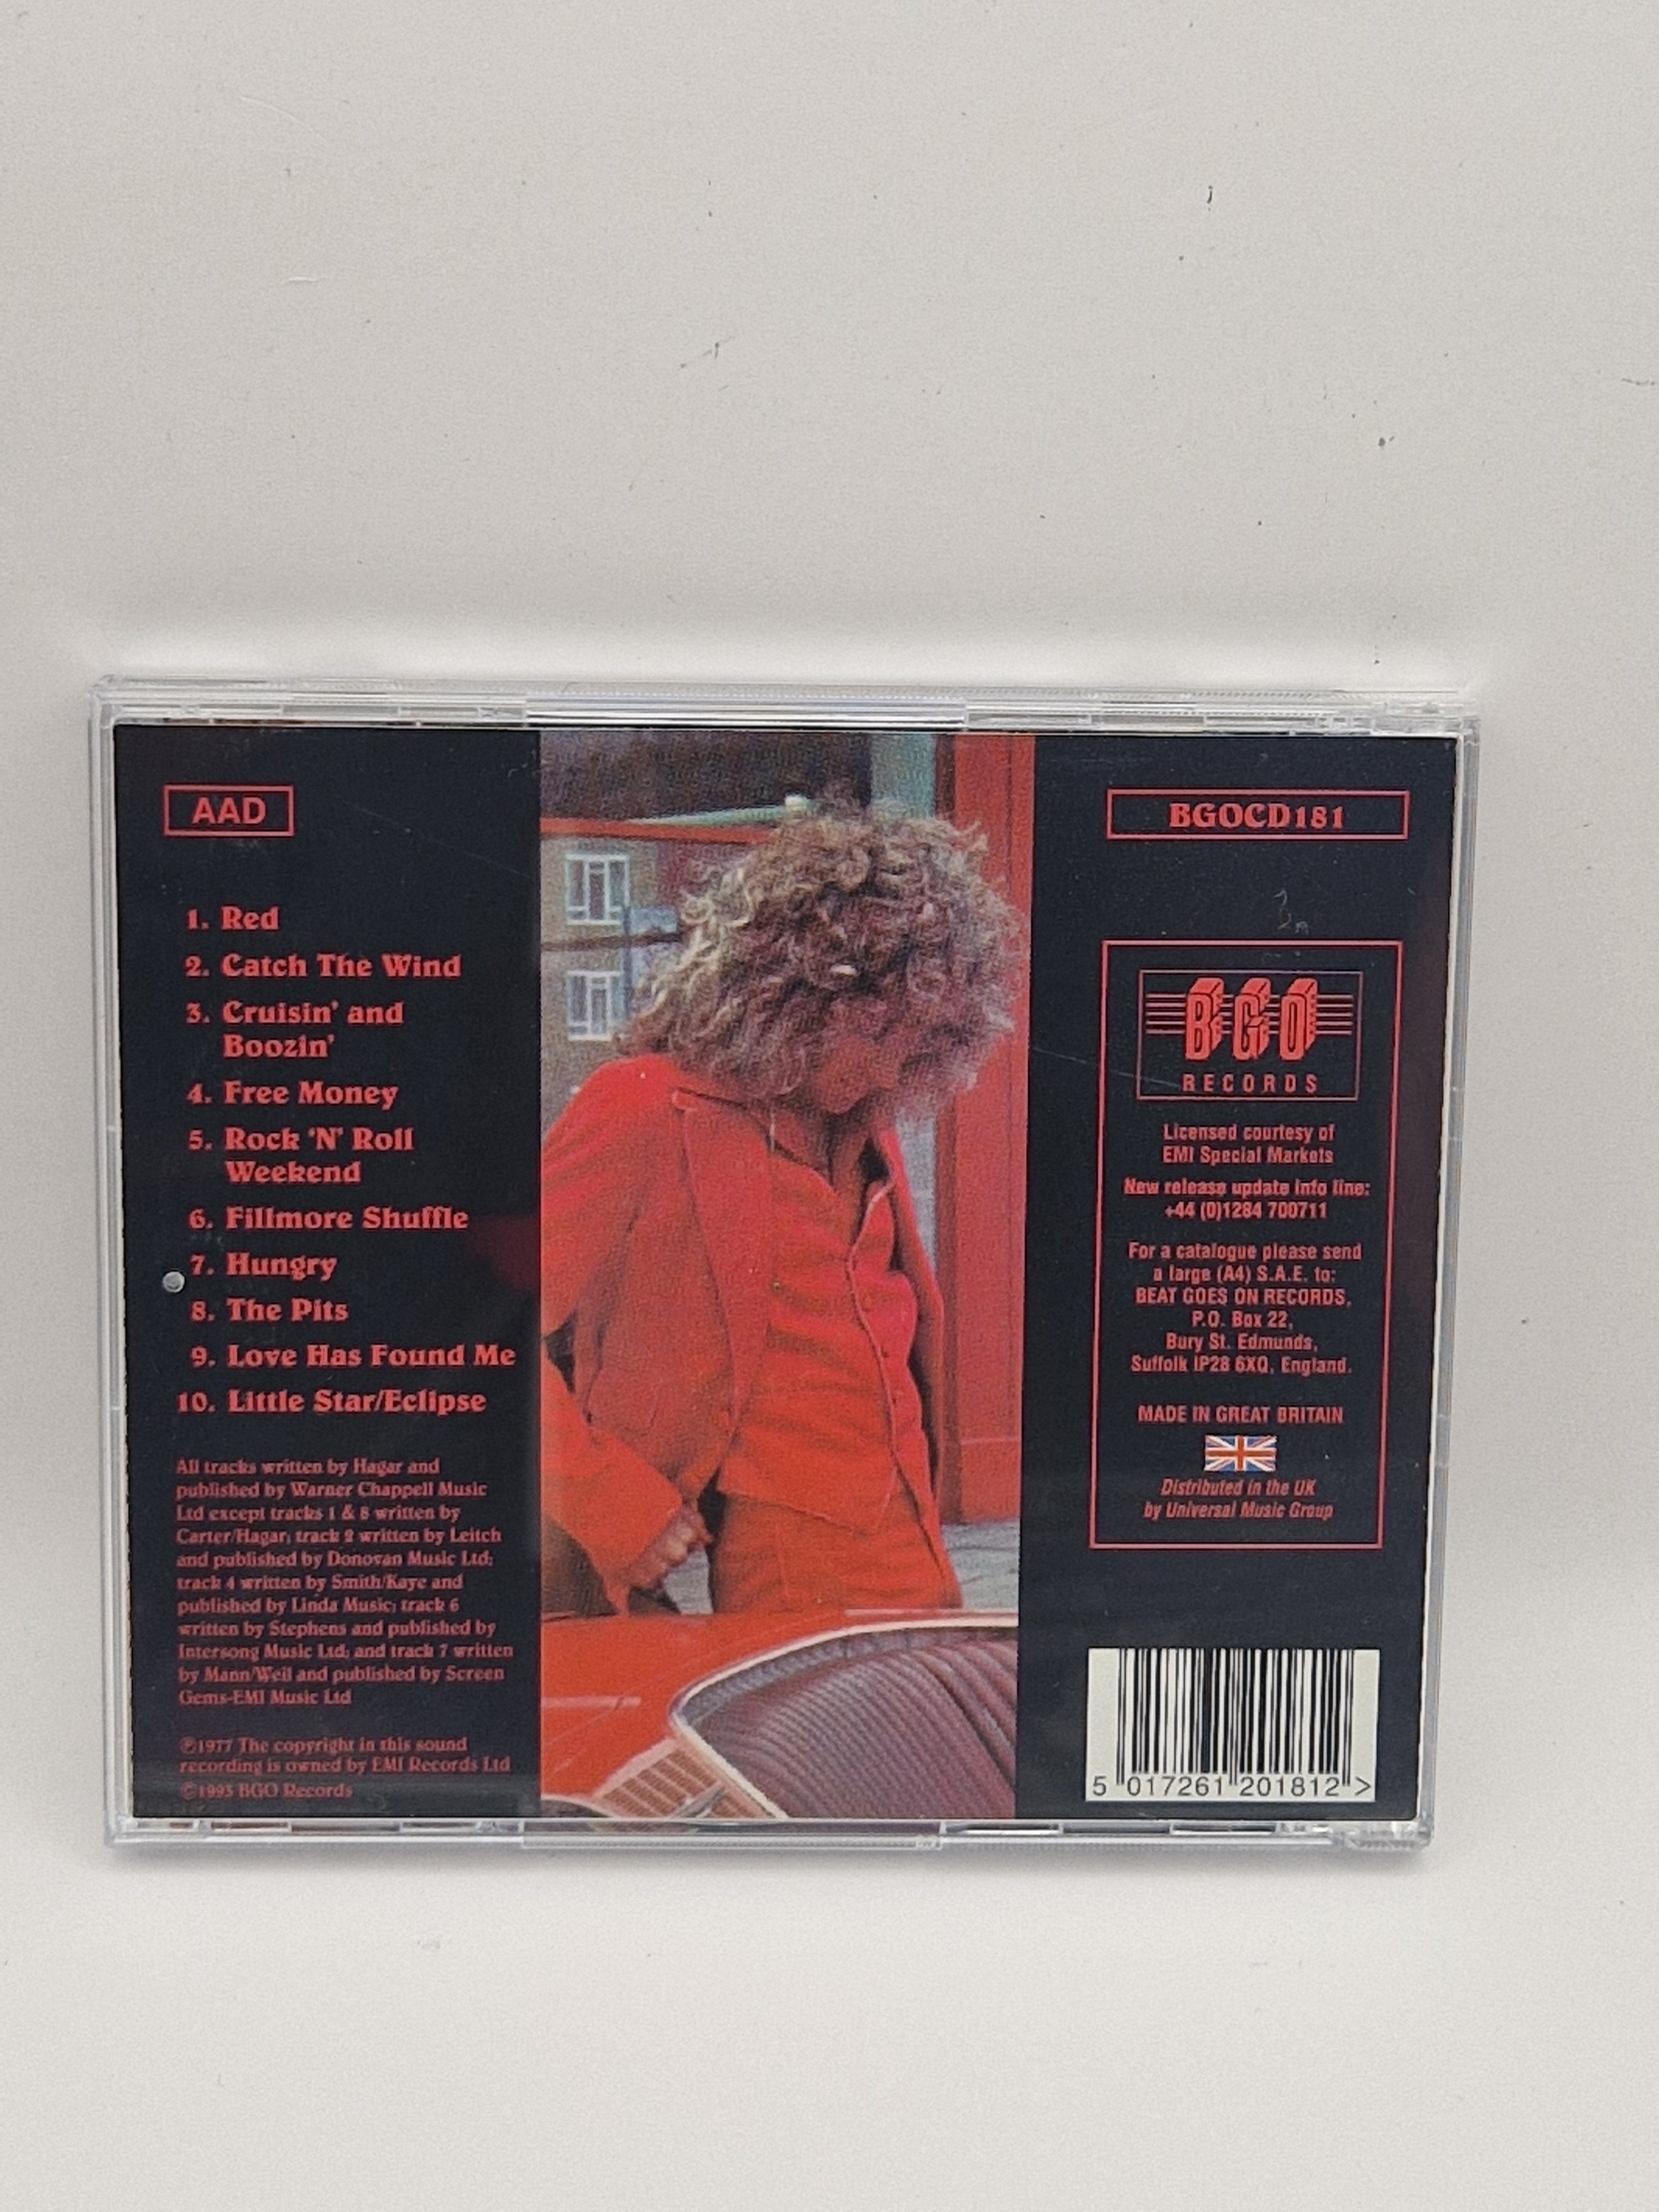 AAD
1. Red
2. Catch The Wind
3. Cruisin' and
Boozin'
4. Free Money
5. Rock 'N' Roll
Weekend
6. Fillmore Shuffle
7. Hungry
8. The Pits
9. Love Has Found Me
10. Little Star/Eclipse
All tracks written by Hagar and
published by Warner Chappell Music
Ltd except tracks 1 & 8 written by
Carter/Hagar; track 2 written by Leitch
and published by Donovan Music Ltd;
track 4 written by Smith/Kaye and
published by Linda Music; track 6
written by Stephens and published by
Intersong Music Ltd; and track 7 written
by Mann/Weil and published by Screen
Gems-EMI Music Ltd
℗1977 The copyright in this sound
recording is owned by EMI Records Ltd
©1993 BGO Records
BGOCD181
BGO
RECORDS
Licensed courtesy of
EMI Special Markets
New release update info line:
+44 (0)1284 700711
For a catalogue please send
a large (A4) S.A.E. to:
BEAT GOES ON RECORDS,
P.O. Box 22,
Bury St. Edmunds,
Suffolk IP28 6XQ, England.
MADE IN GREAT BRITAIN
Distributed in the UK
by Universal Music Group
5 017261 201812 >